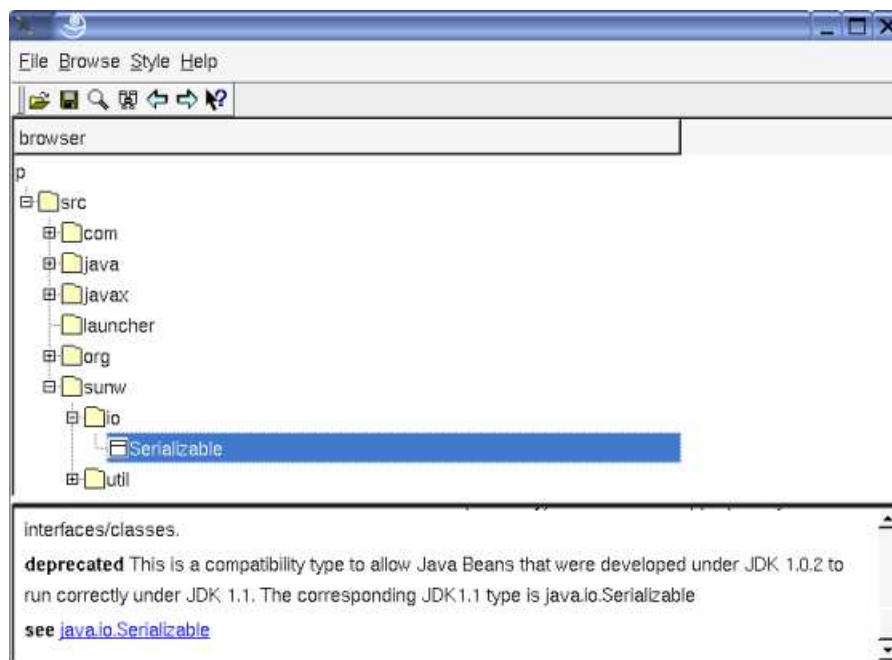 File Browse Style Help
browser
p
src
com
java
javax
launcher
org
sunw
io
Serializable
util
interfaces/classes.
deprecated This is a compatibility type to allow Java Beans that were developed under JDK 1.0.2 to
run correctly under JDK 1.1. The corresponding JDK1.1 type is java.io.Serializable
see java.io.Serializable